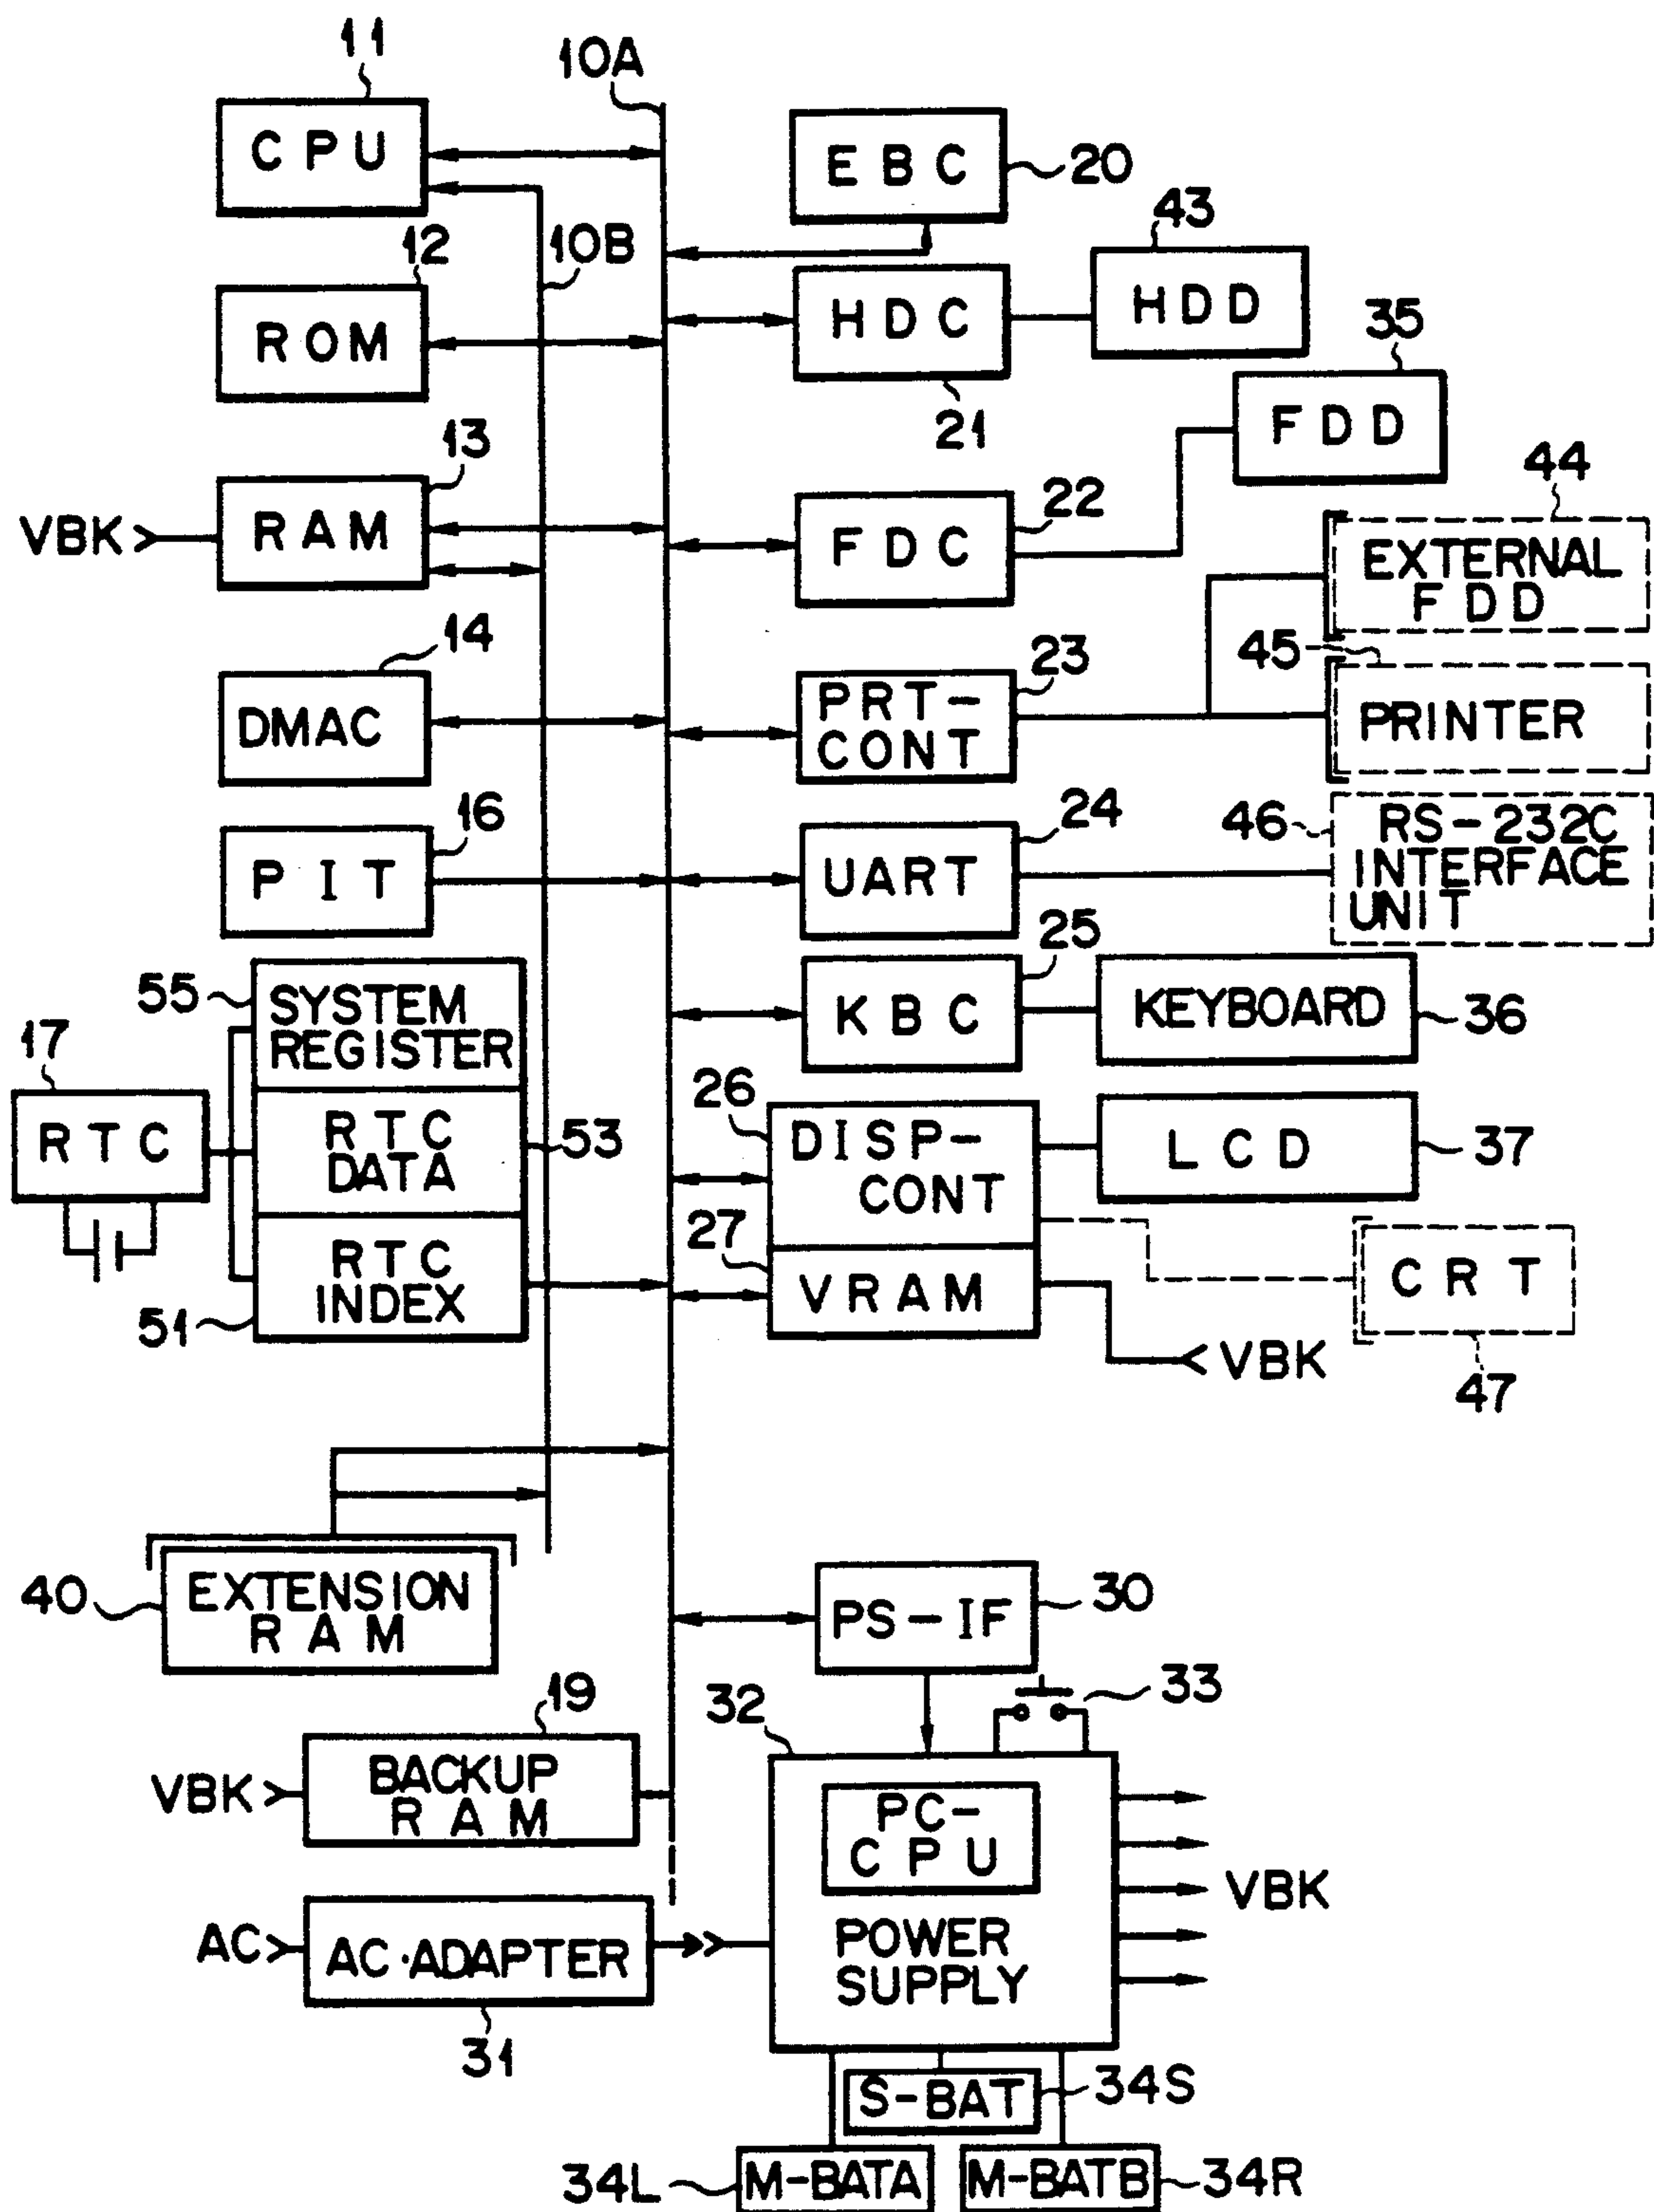 11
10A
CPU
EBC
20
43
12
10B
HDD
ROM
HDC
35
21
FDD
13
44
VBK
RAM
22
FDC
EXTERNAL
FDD
14
23
45
DMAC
PRT-
CONT
PRINTER
16
24
46
RS-232C
INTERFACE
UNIT
PIT
UART
25
55
SYSTEM
REGISTER
KBC
KEYBOARD
36
17
RTC
RTC
DATA
53
26
DISP-
CONT
LCD
37
RTC
INDEX
51
27
VRAM
CRT
VBK
47
40
EXTENSION
RAM
PS-IF
30
19
32
33
VBK
BACKUP
RAM
PC-
CPU
VBK
AC
AC·ADAPTER
POWER
SUPPLY
31
S-BAT
34S
34L
M-BATA
M-BATB
34R